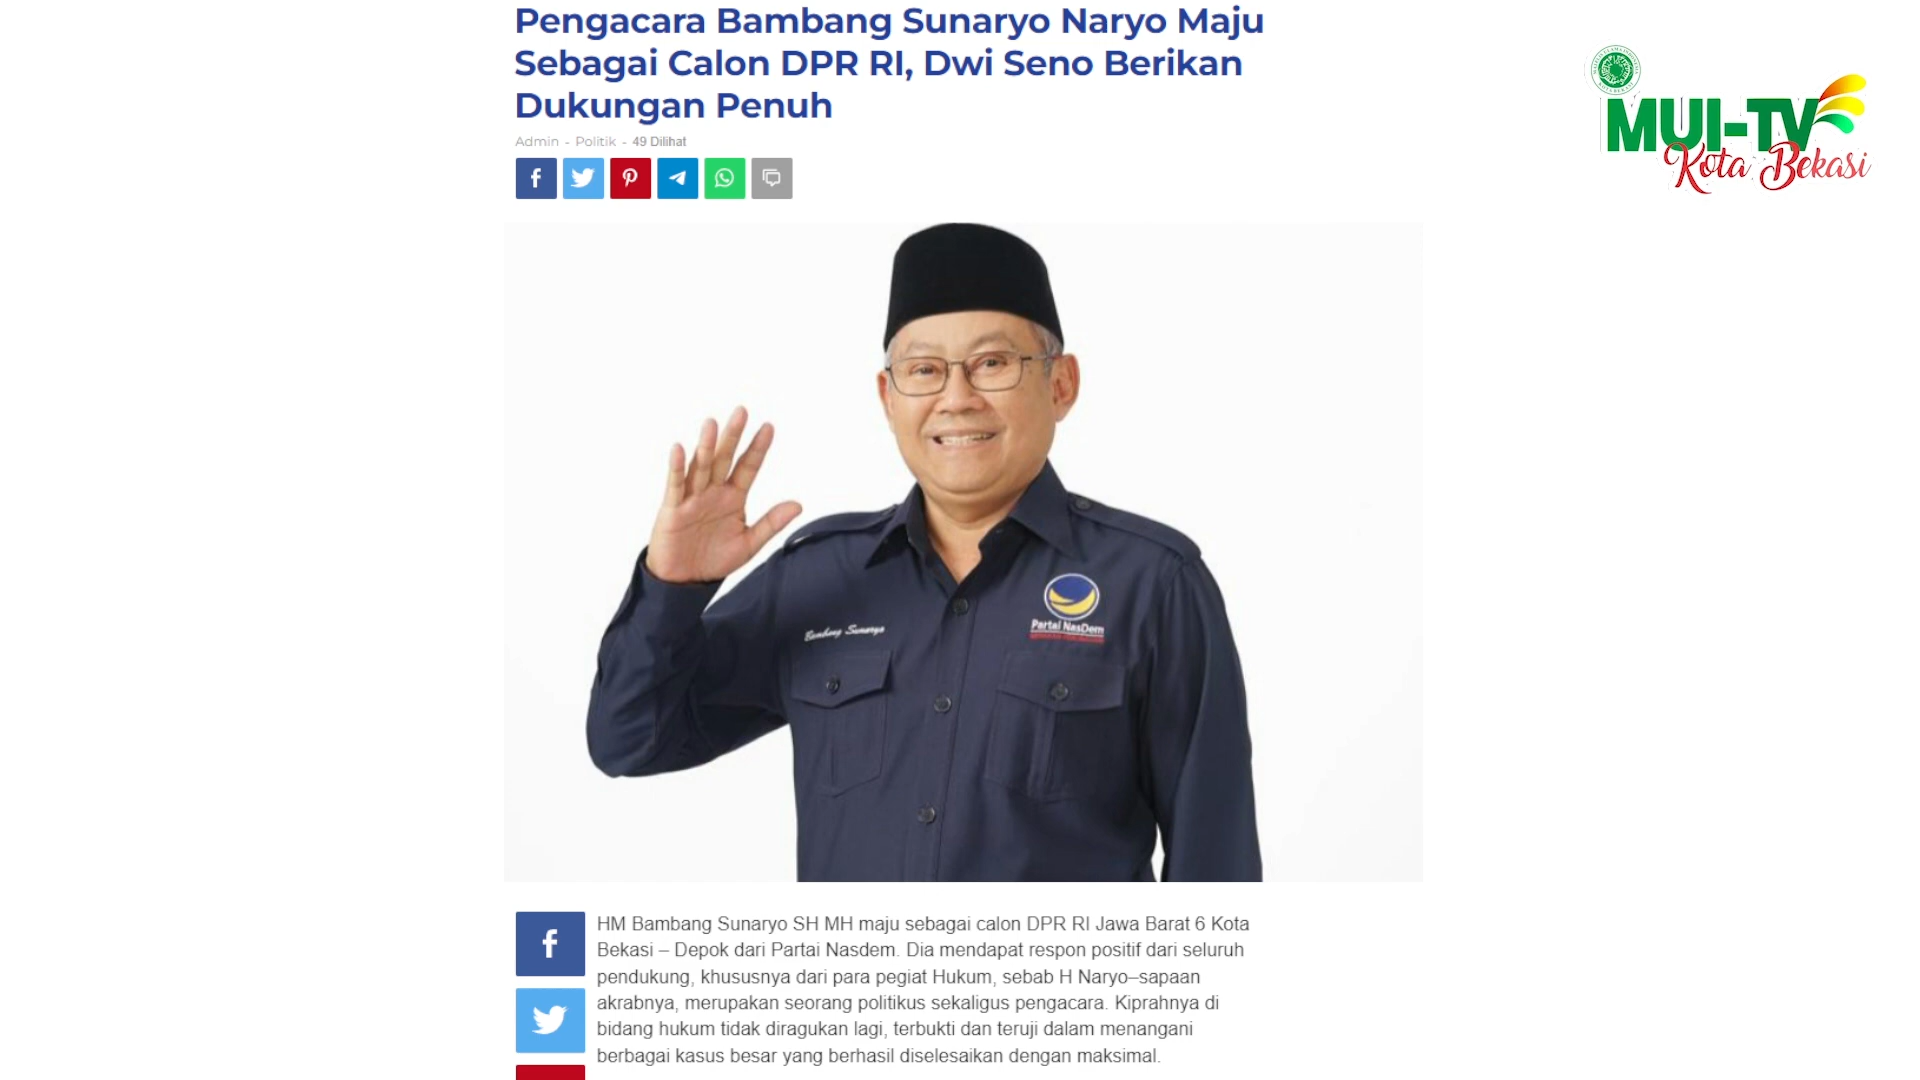 Pengacara Bambang Sunaryo Naryo Maju
Sebagai Calon DPR RI, Dwi Seno Berikan
Dukungan Penuh
Admin - Politik - 49 Dilihat
MUI-TV
Kota Bekasi
Bambang Sunaryo
Partai NasDem
HM Bambang Sunaryo SH MH maju sebagai calon DPR RI Jawa Barat 6 Kota
Bekasi – Depok dari Partai Nasdem. Dia mendapat respon positif dari seluruh
pendukung, khususnya dari para pegiat Hukum, sebab H Naryo–sapaan
akrabnya, merupakan seorang politikus sekaligus pengacara. Kiprahnya di
bidang hukum tidak diragukan lagi, terbukti dan teruji dalam menangani
berbagai kasus besar yang berhasil diselesaikan dengan maksimal.